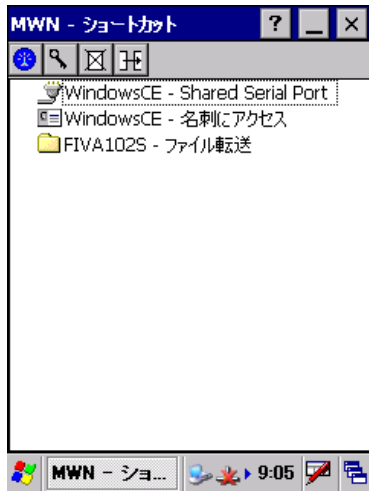 MWN - ショートカット ? _ ×
WindowsCE - Shared Serial Port
WindowsCE - 名刺にアクセス
FIVA102S - ファイル転送
MWN - ショ... 9:05